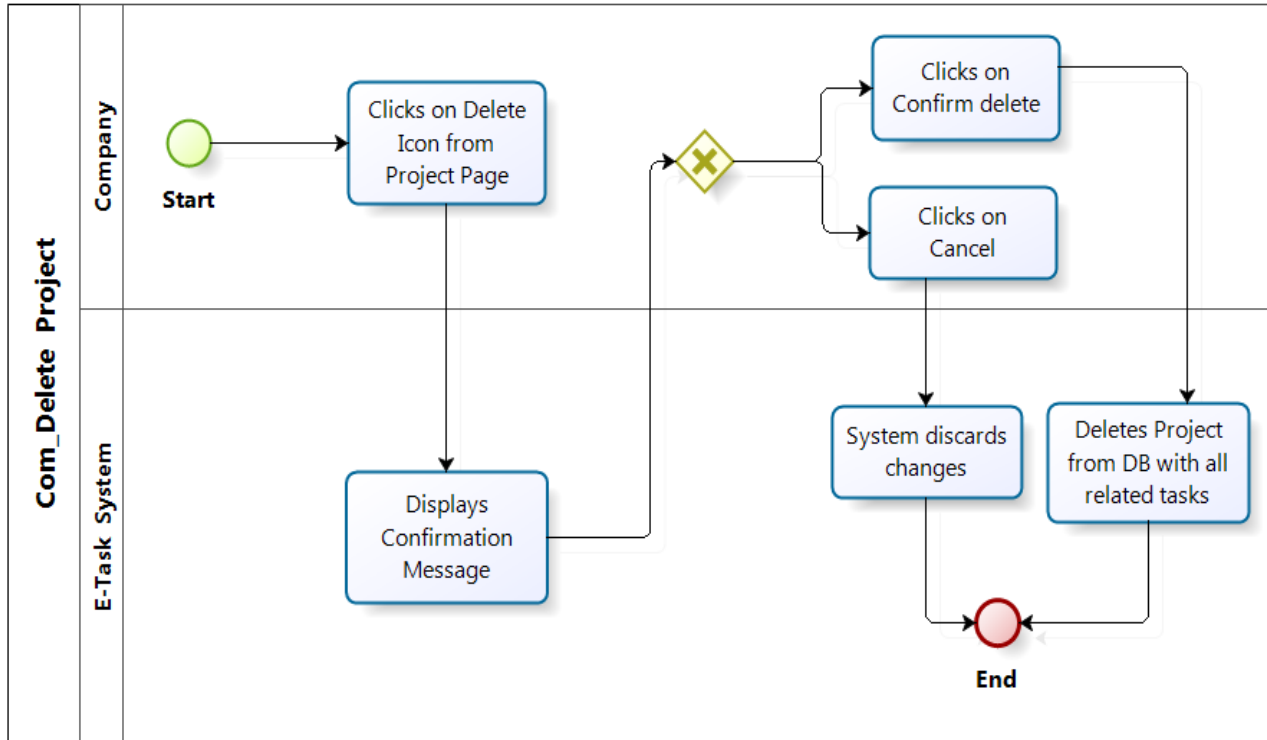 Com_Delete Project
Company
E-Task System
Start
Clicks on Delete
Icon from
Project Page
Clicks on
Confirm delete
Clicks on
Cancel
Displays
Confirmation
Message
System discards
changes
Deletes Project
from DB with all
related tasks
End